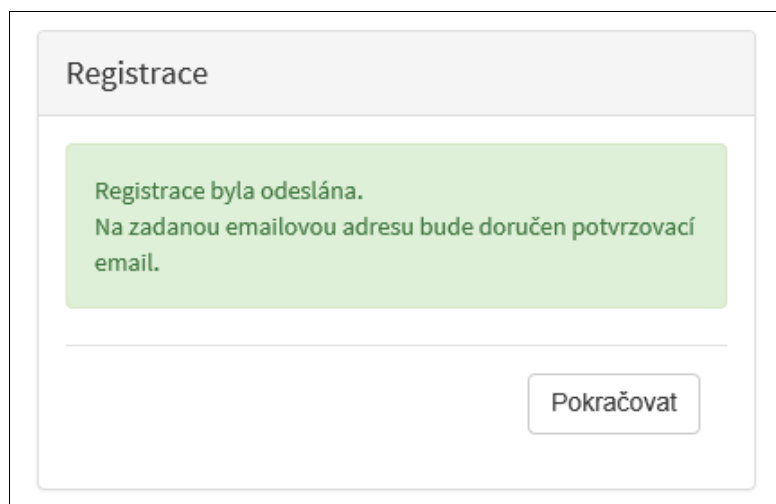 Registrace
Registrace byla odeslána.
Na zadanou emailovou adresu bude doručen potvrzovací
email.
Pokračovat